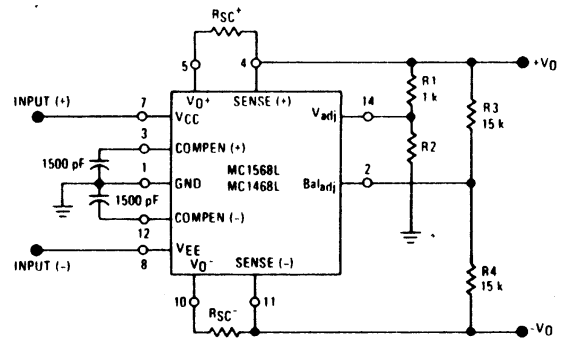 RSC+
5
4
+VO
INPUT (+)
7
VO+
SENSE (+)
14
R1
1 k
R3
15 k
VCC
Vadj
3
COMPEN (+)
1500 pF
1
MC1568L
MC1468L
2
R2
GND
Baladj
1500 pF
COMPEN (-)
12
VEE
INPUT (-)
8
VO-
SENSE (-)
R4
15 k
10
RSC-
11
-VO